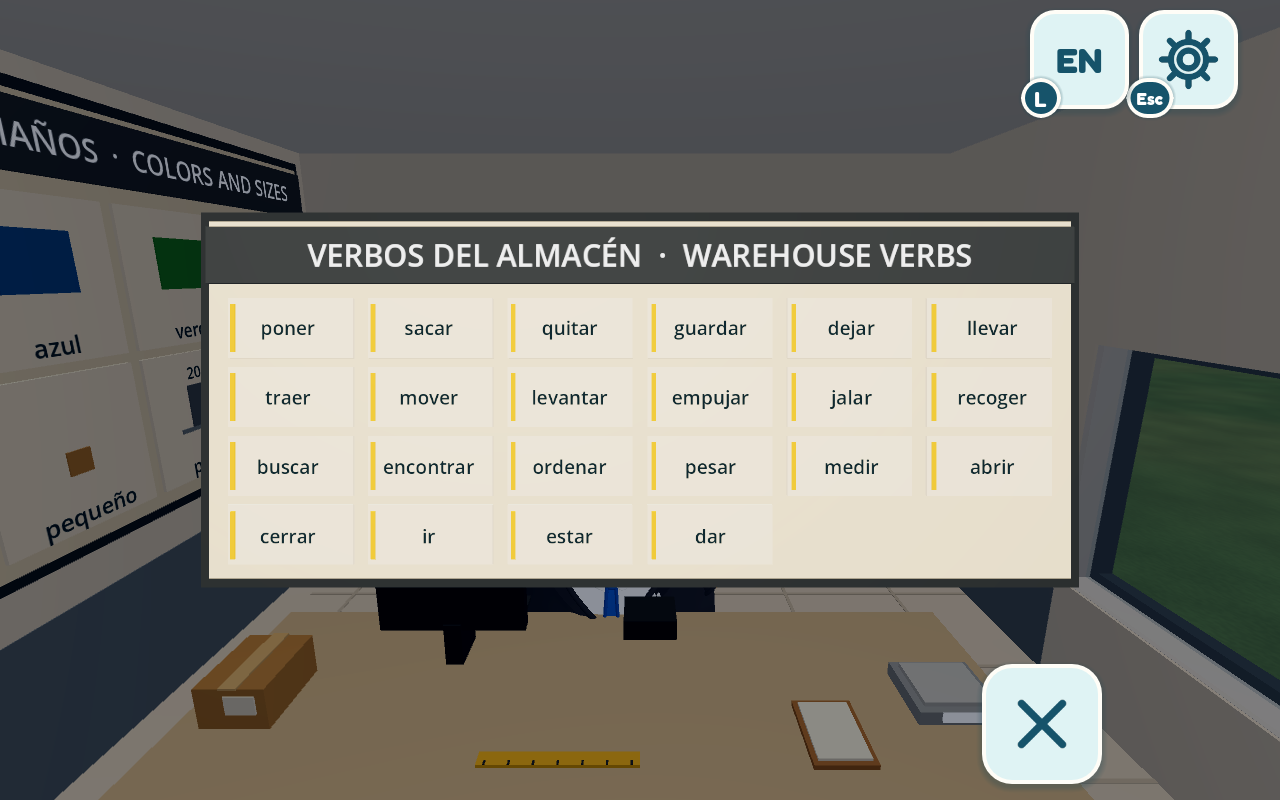 EN
L
Esc
AÑOS · COLORS AND SIZES
azul
pequeño
VERBOS DEL ALMACÉN · WAREHOUSE VERBS
poner sacar quitar guardar dejar llevar
traer mover levantar empujar jalar recoger
buscar encontrar ordenar pesar medir abrir
cerrar ir estar dar